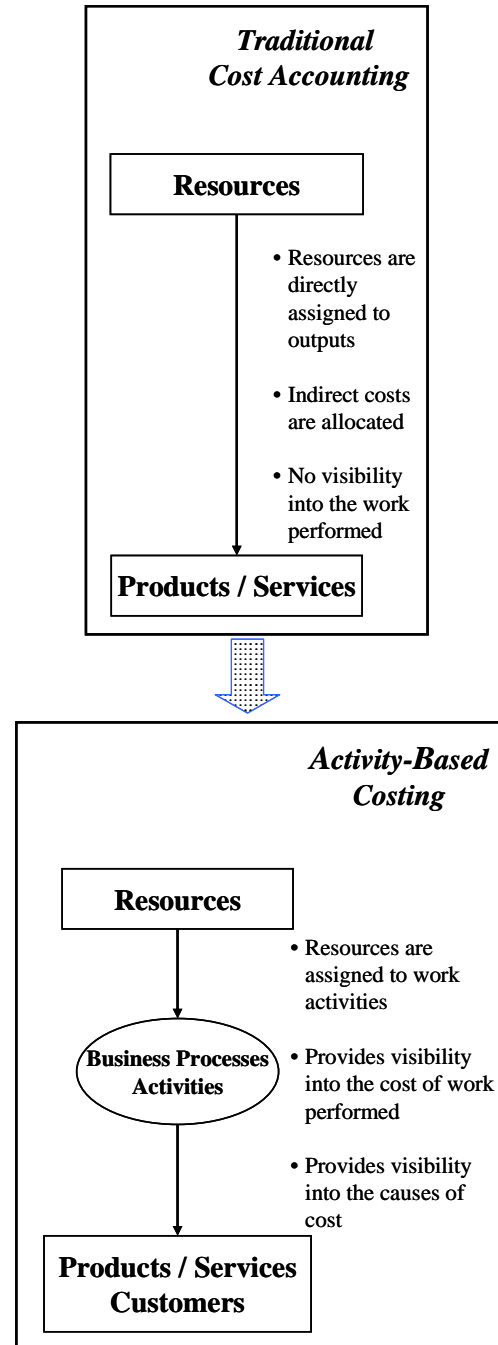 Traditional
Cost Accounting
Resources
• Resources are
directly
assigned to
outputs
• Indirect costs
are allocated
• No visibility
into the work
performed
Products / Services
Activity-Based
Costing
Resources
• Resources are
assigned to work
activities
Business Processes
Activities
• Provides visibility
into the cost of work
performed
• Provides visibility
into the causes of
cost
Products / Services
Customers